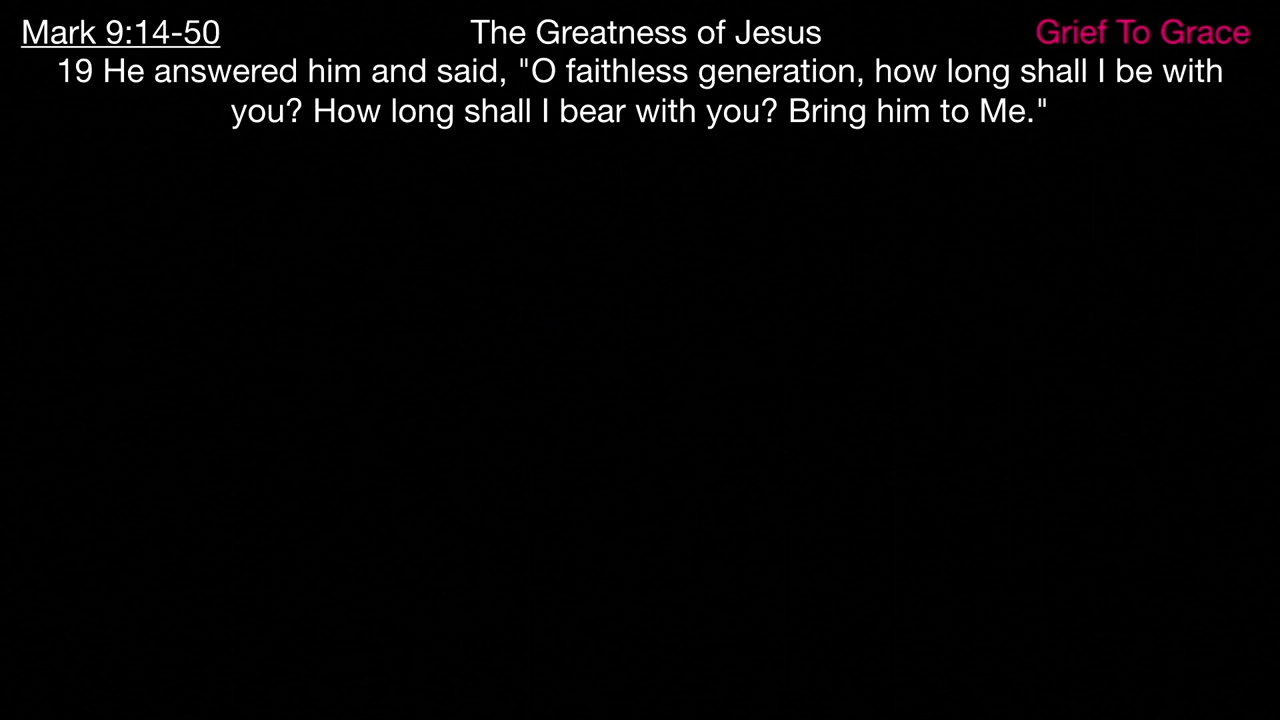 Mark 9:14-50 The Greatness of Jesus Grief To Grace
19 He answered him and said, "O faithless generation, how long shall I be with
you? How long shall I bear with you? Bring him to Me."